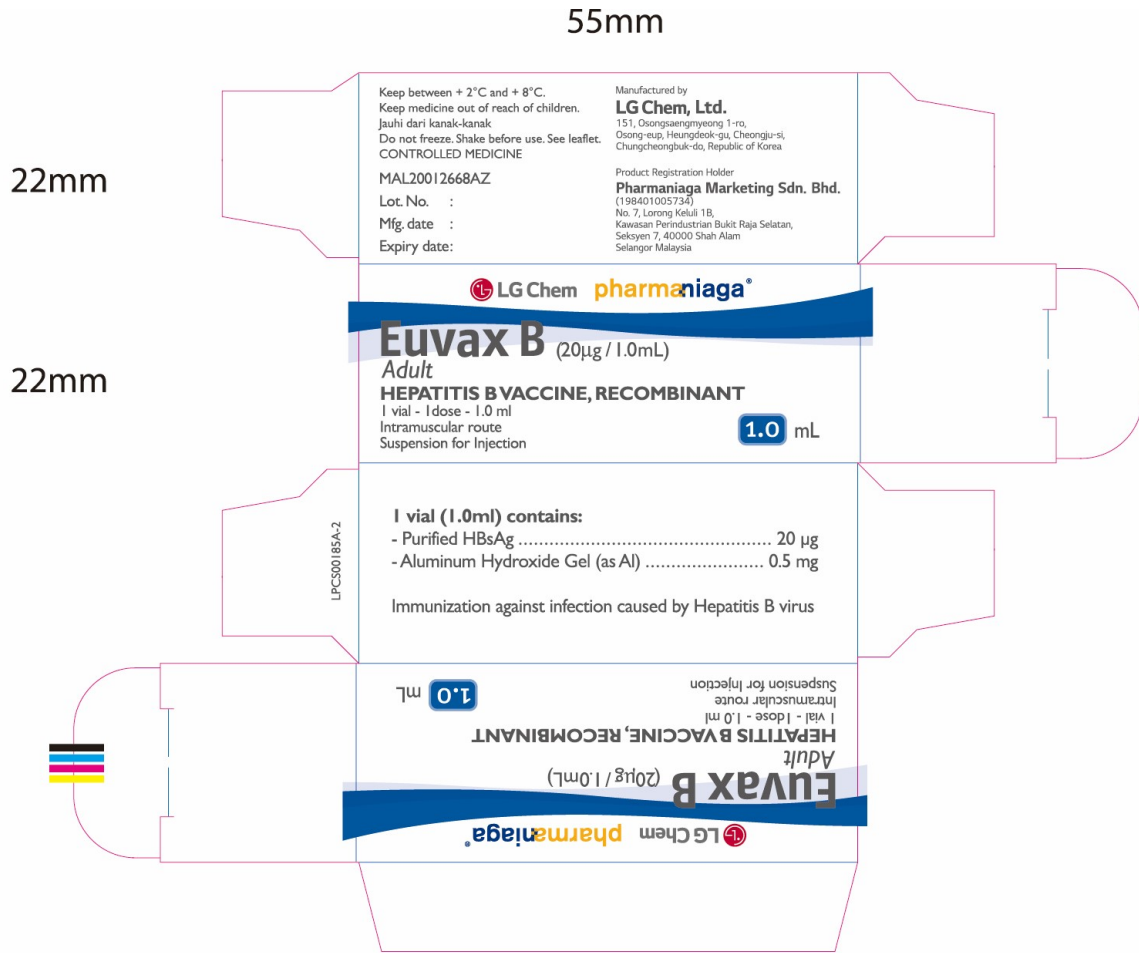 55mm
22mm
22mm
Keep between + 2°C and + 8°C.
Keep medicine out of reach of children.
Jauhi dari kanak-kanak
Do not freeze. Shake before use. See leaflet.
CONTROLLED MEDICINE
MAL20012668AZ
Lot. No. :
Mfg. date :
Expiry date:
Manufactured by
LG Chem, Ltd.
151, Osongsaengmyeong 1-ro,
Osong-eup, Heungdeok-gu, Cheongju-si,
Chungcheongbuk-do, Republic of Korea
Product Registration Holder
Pharmaniaga Marketing Sdn. Bhd.
(198401005734)
No. 7, Lorong Keluli 1B,
Kawasan Perindustrian Bukit Raja Selatan,
Seksyen 7, 40000 Shah Alam
Selangor Malaysia
LG Chem pharmaniaga®
Euvax B (20µg / 1.0mL)
Adult
HEPATITIS B VACCINE, RECOMBINANT
1 vial - 1dose - 1.0 ml
Intramuscular route
Suspension for Injection
1.0 mL
LPCS00185A-2
1 vial (1.0ml) contains:
- Purified HBsAg ................................................. 20 µg
- Aluminum Hydroxide Gel (as Al) ....................... 0.5 mg
Immunization against infection caused by Hepatitis B virus
LG Chem pharmaniaga®
Euvax B (20µg / 1.0mL)
Adult
HEPATITIS B VACCINE, RECOMBINANT
1 vial - 1dose - 1.0 ml
Intramuscular route
Suspension for Injection
1.0 mL